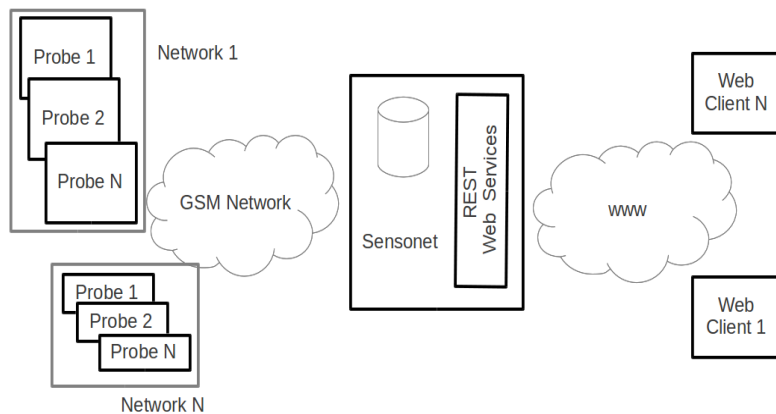 Probe 1
Probe 2
Probe N
Network 1
GSM Network
Probe 1
Probe 2
Probe N
Network N
Sensonet
REST
Web Services
www
Web
Client N
Web
Client 1